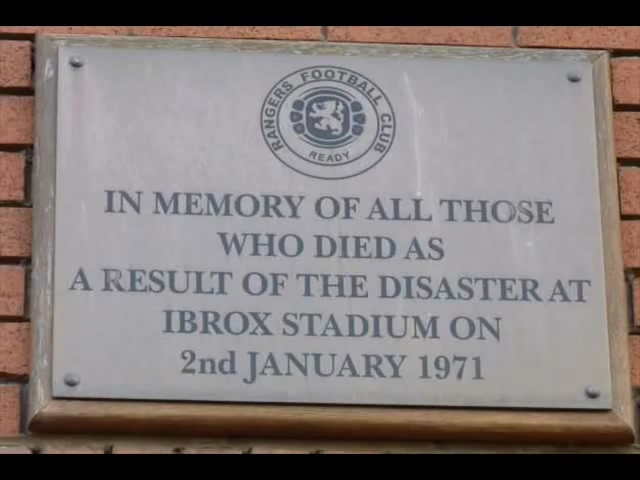 RANGERS FOOTBALL CLUB
READY
IN MEMORY OF ALL THOSE
WHO DIED AS
A RESULT OF THE DISASTER AT
IBROX STADIUM ON
2nd JANUARY 1971